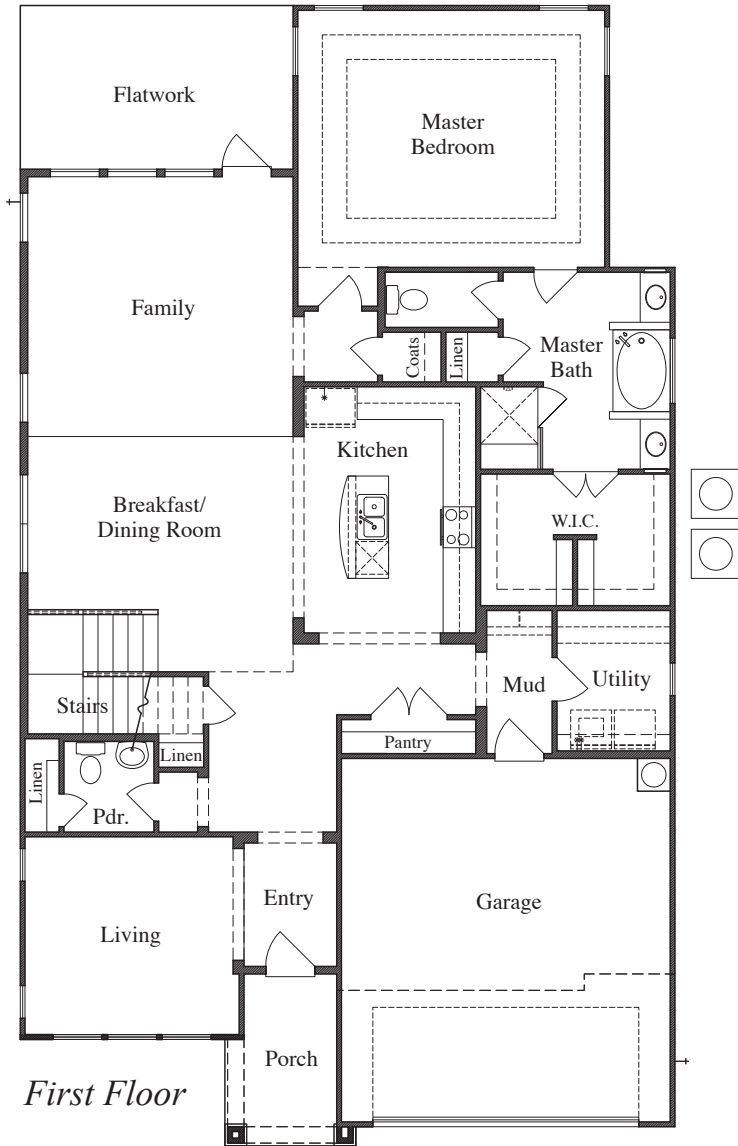 Flatwork
Master
Bedroom
Family
Coats
Linen
Master
Bath
Kitchen
Breakfast/
Dining Room
W.I.C.
Stairs
Mud
Utility
Linen
Pantry
Linen
Pdr.
Entry
Garage
Living
Porch
First Floor